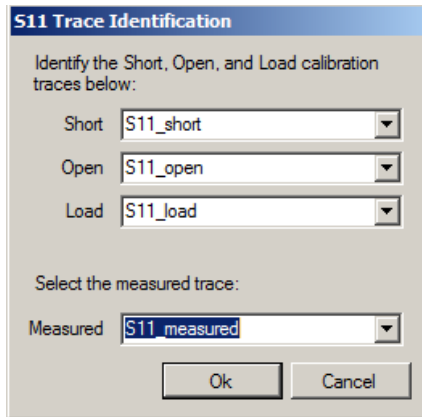 S11 Trace Identification
Identify the Short, Open, and Load calibration
traces below:
Short S11_short
Open S11_open
Load S11_load
Select the measured trace:
Measured S11_measured
Ok Cancel